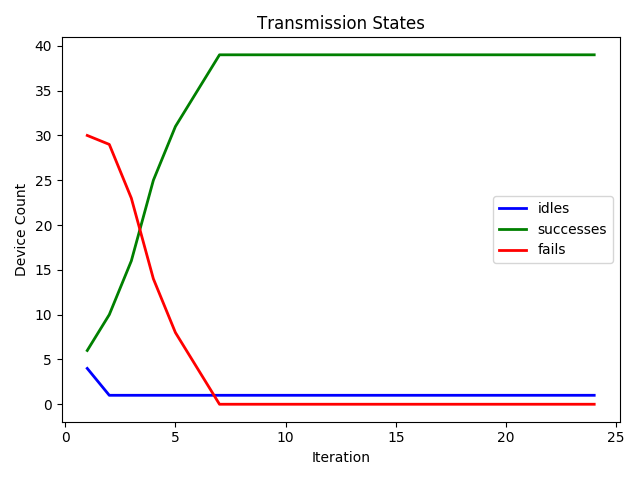 Transmission States
40
35
30
25
20
15
10
5
0
Device Count
idles
successes
fails
0 5 10 15 20 25
Iteration